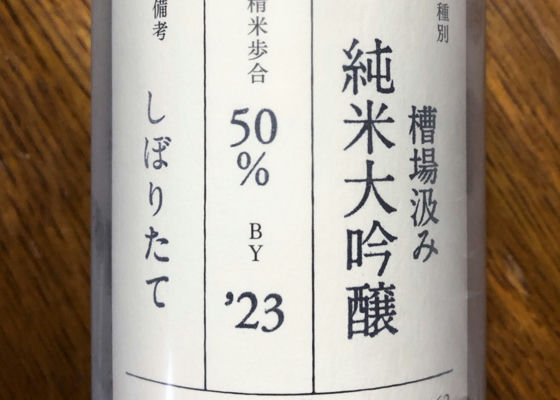 種別
槽場汲み
純米大吟醸
精米歩合
50
%
BY
’23
備考
しぼりたて